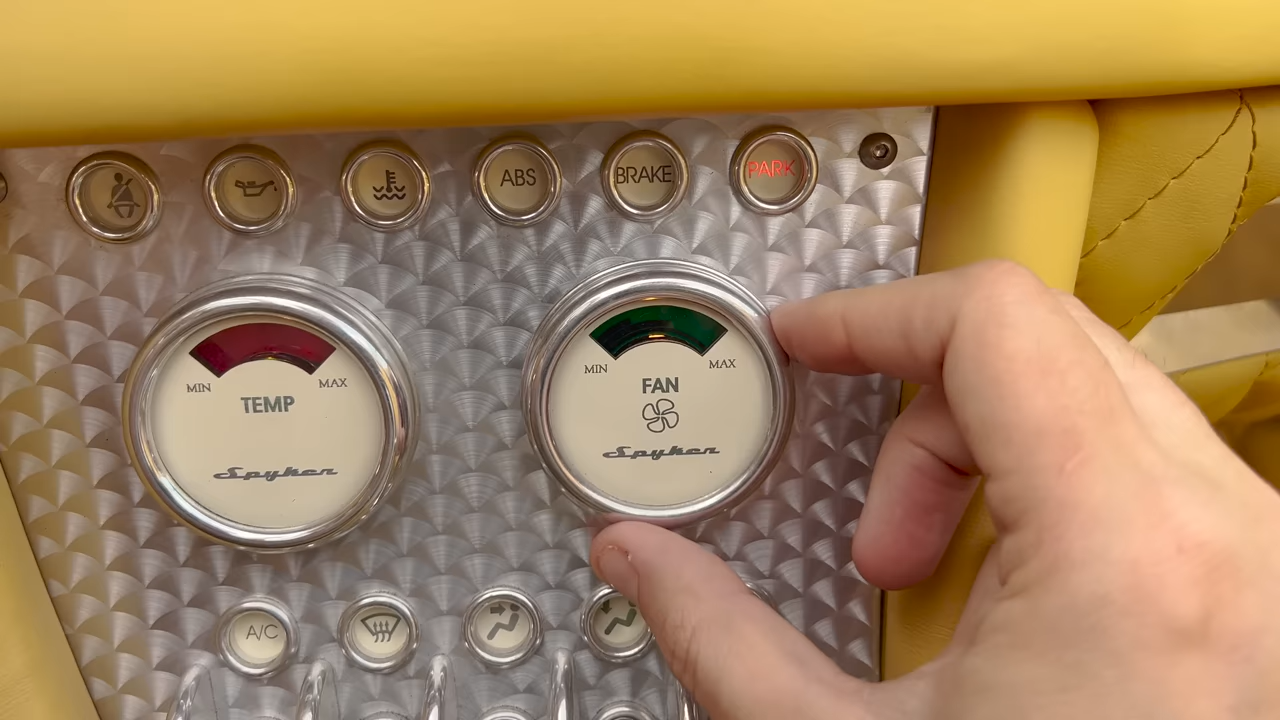 ABS
BRAKE
PARK
MIN
MAX
TEMP
Spyker
MIN
MAX
FAN
Spyker
A/C